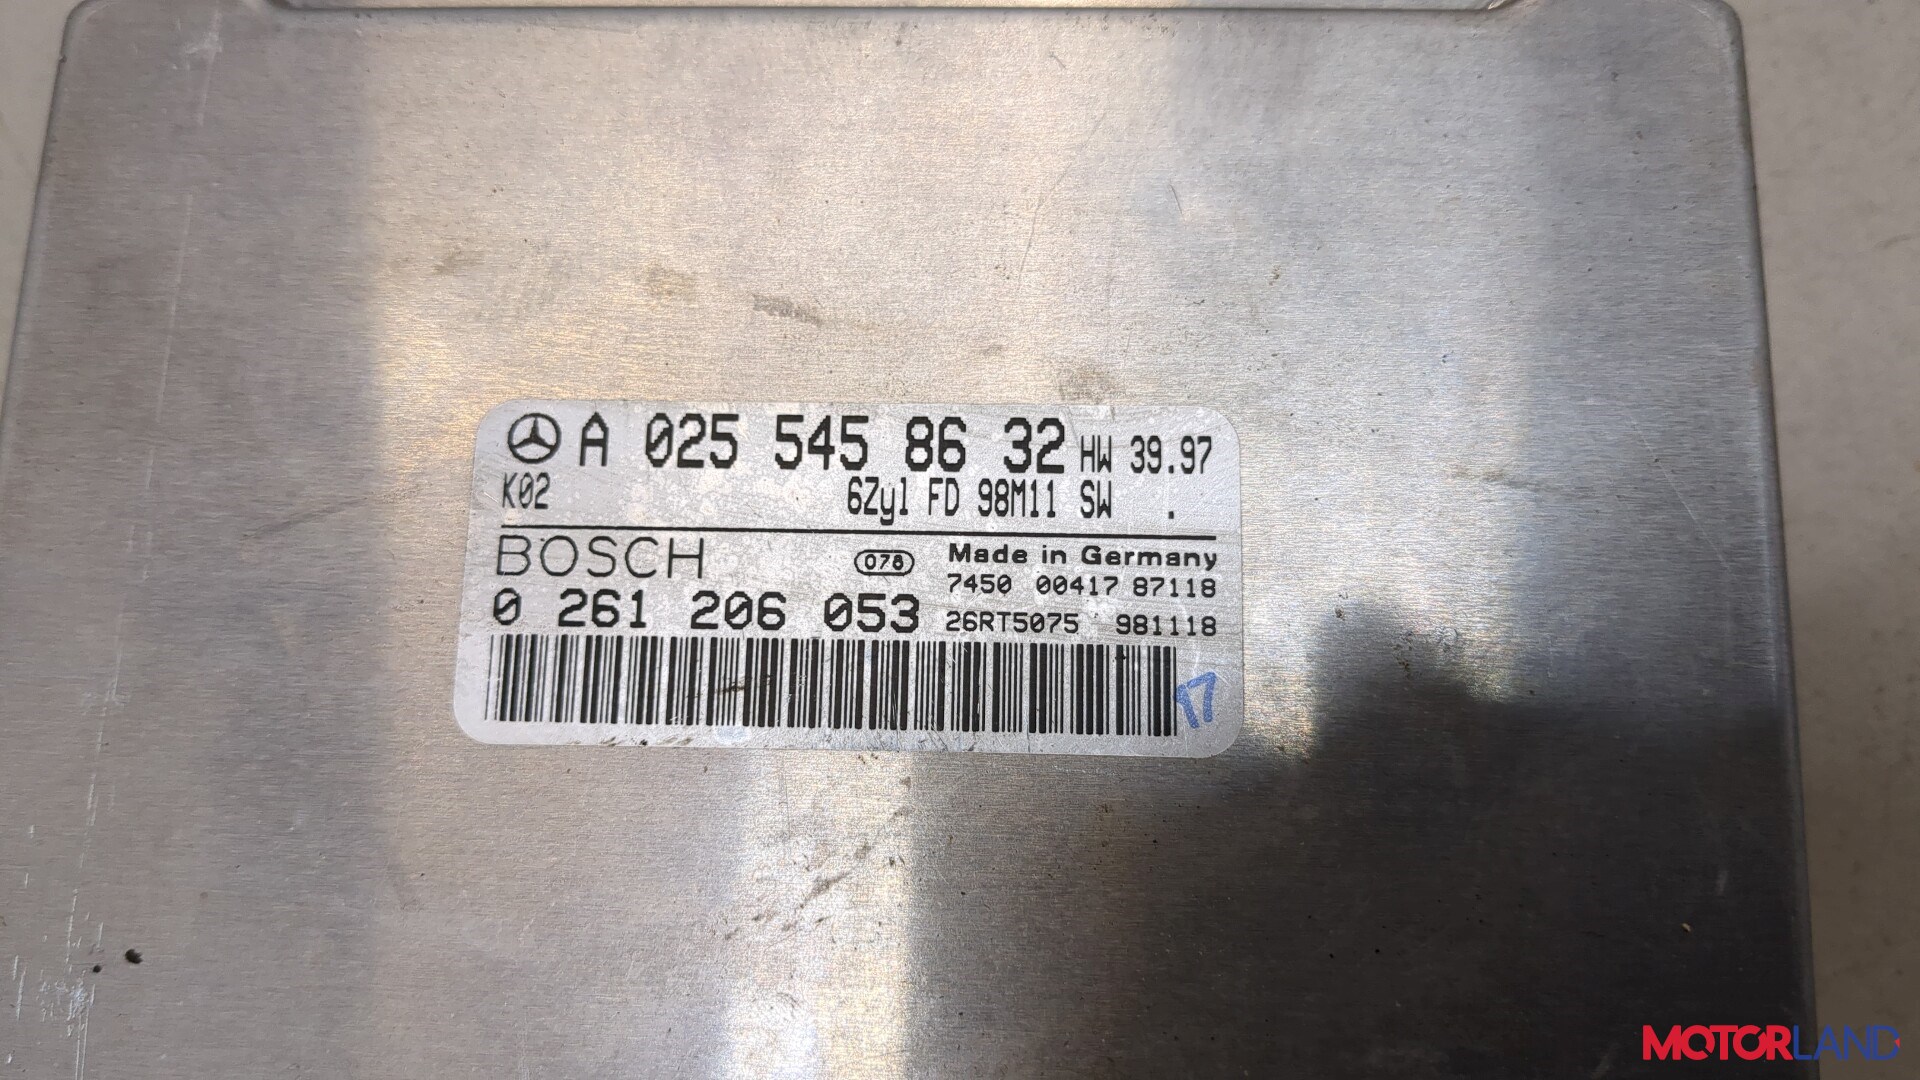 A 025 545 86 32 HW 39.97
K02 6Zyl FD 98M11 SW .
BOSCH 078 Made in Germany
7450 00417 87118
0 261 206 053 26RT5075 981118
17
MOTORLAND